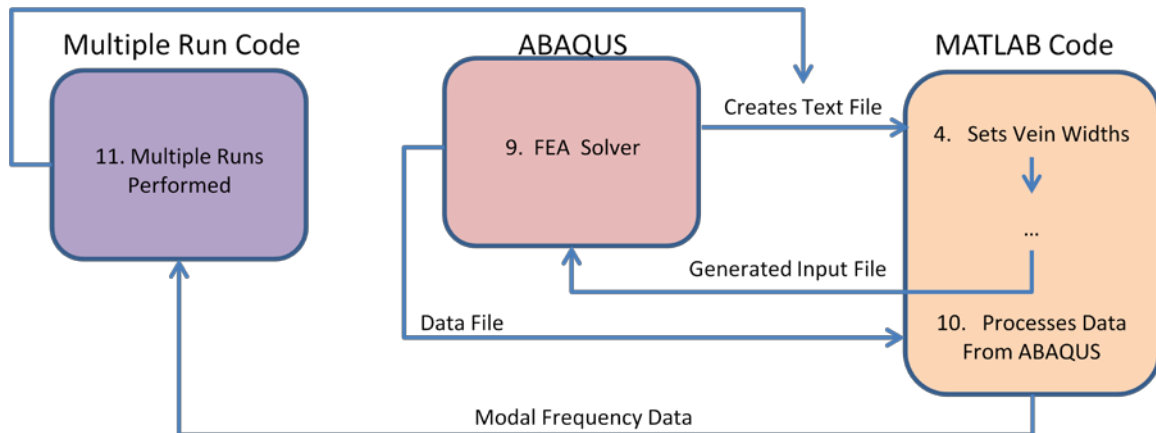 Multiple Run Code
ABAQUS
MATLAB Code
11. Multiple Runs
Performed
9. FEA Solver
Creates Text File
4. Sets Vein Widths
...
Generated Input File
Data File
10. Processes Data
From ABAQUS
Modal Frequency Data